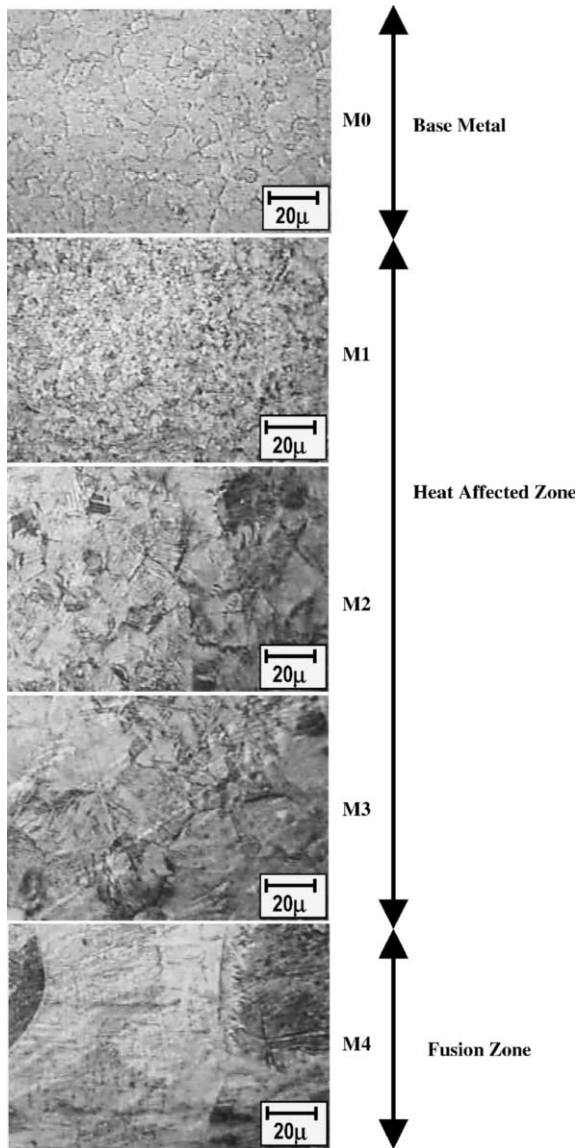 M0
Base Metal
20μ
M1
20μ
Heat Affected Zone
M2
20μ
M3
20μ
M4
Fusion Zone
20μ